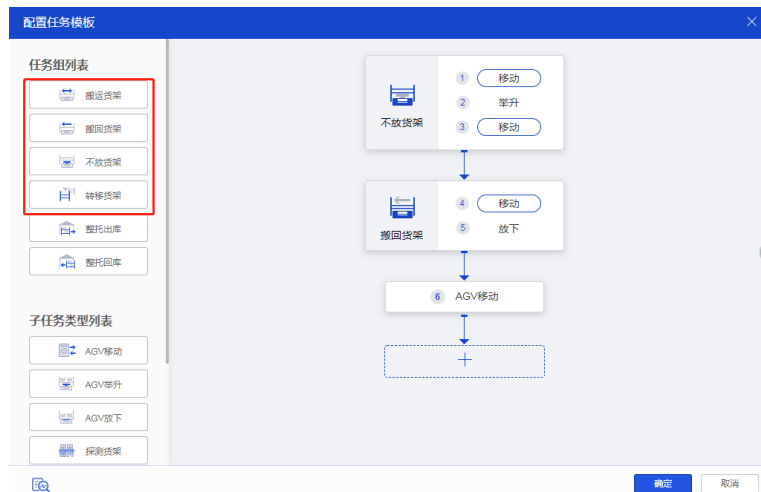 配置任务模板
任务组列表
搬运货架
搬回货架
不放货架
转移货架
整托出库
整托回库
子任务类型列表
AGV移动
AGV举升
AGV放下
探测货架
不放货架
1 移动
2 举升
3 移动
搬回货架
4 移动
5 放下
6 AGV移动
确定
取消